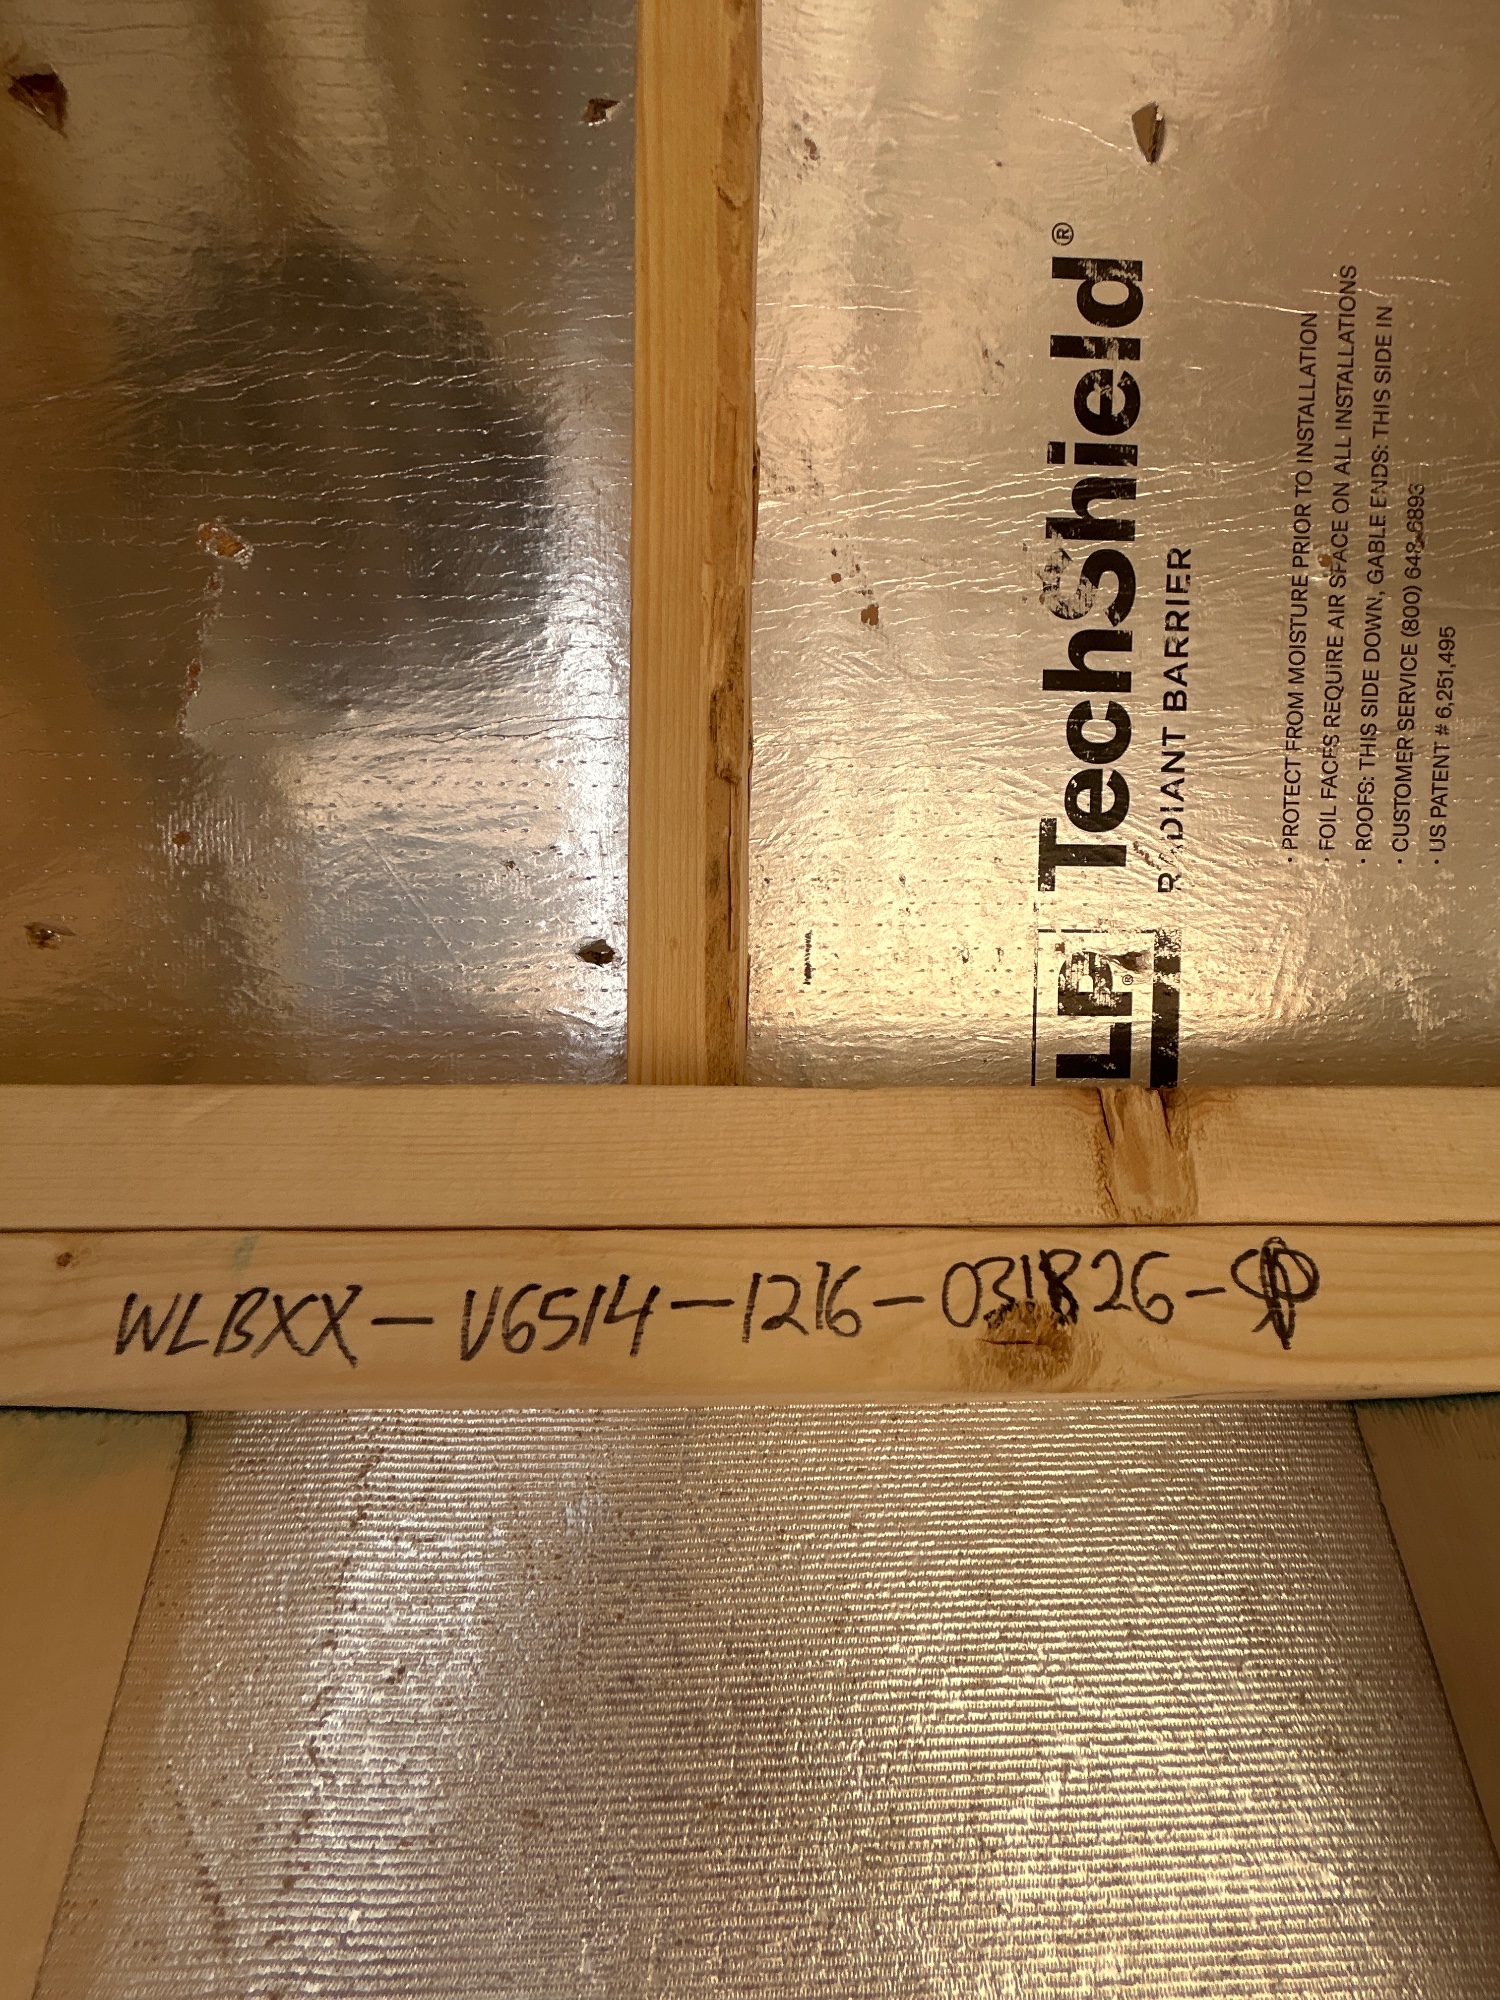 LP® TechShield®
RADIANT BARRIER
• PROTECT FROM MOISTURE PRIOR TO INSTALLATION
• FOIL FACES REQUIRE AIR SPACE ON ALL INSTALLATIONS
• ROOFS: THIS SIDE DOWN, GABLE ENDS: THIS SIDE IN
• CUSTOMER SERVICE (800) 648-6893
• US PATENT # 6,251,495
WLBXX-V6514-1216-031826-